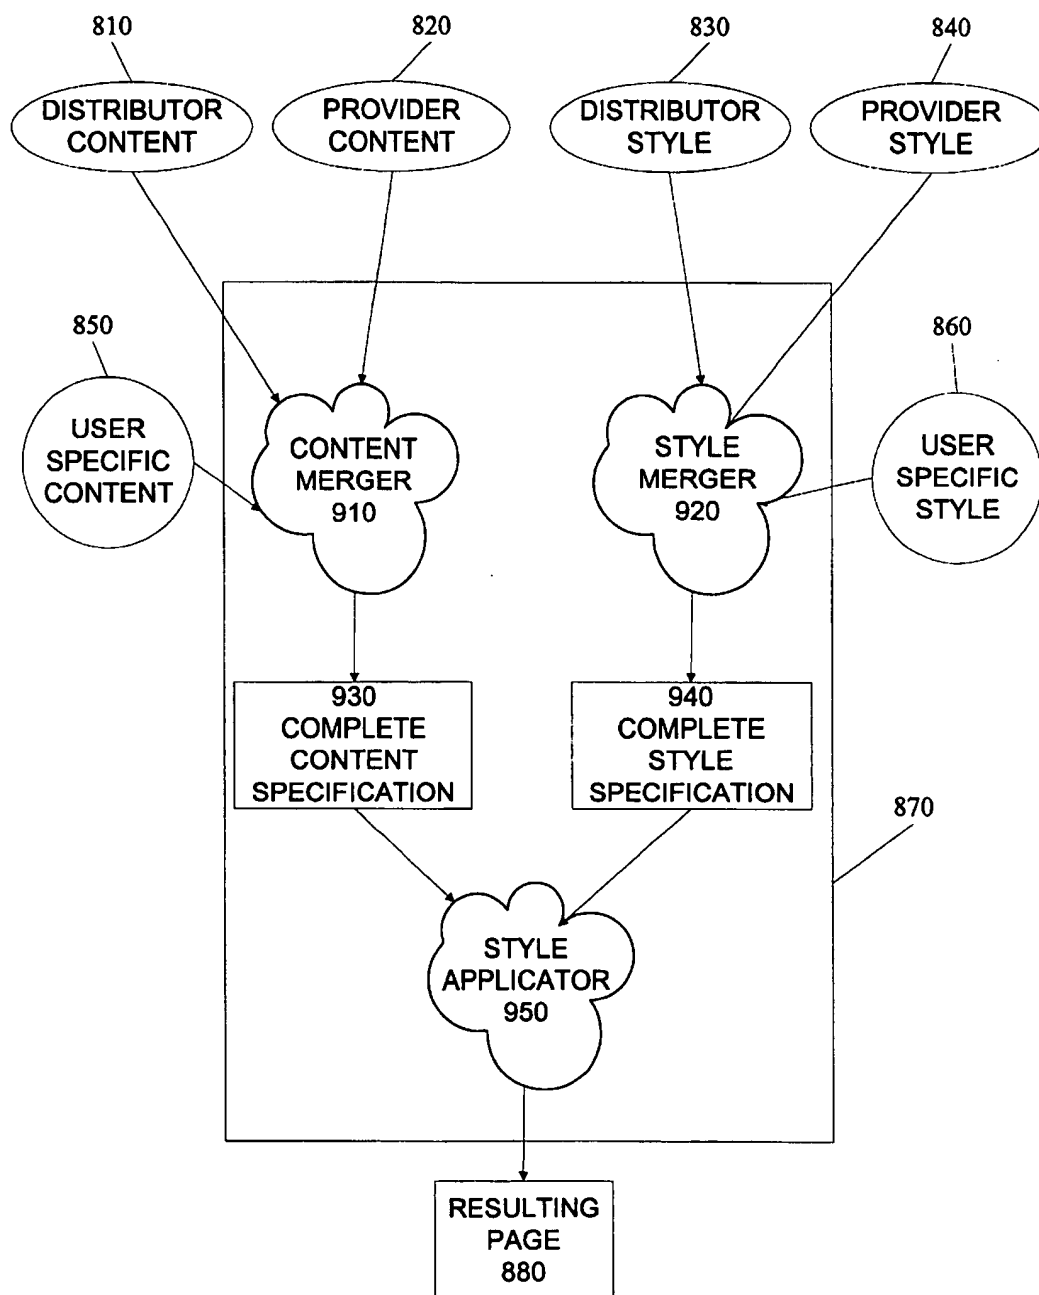 810
820
830
840
DISTRIBUTOR
CONTENT
PROVIDER
CONTENT
DISTRIBUTOR
STYLE
PROVIDER
STYLE
850
860
USER
SPECIFIC
CONTENT
CONTENT
MERGER
910
STYLE
MERGER
920
USER
SPECIFIC
STYLE
930
COMPLETE
CONTENT
SPECIFICATION
940
COMPLETE
STYLE
SPECIFICATION
870
STYLE
APPLICATOR
950
RESULTING
PAGE
880